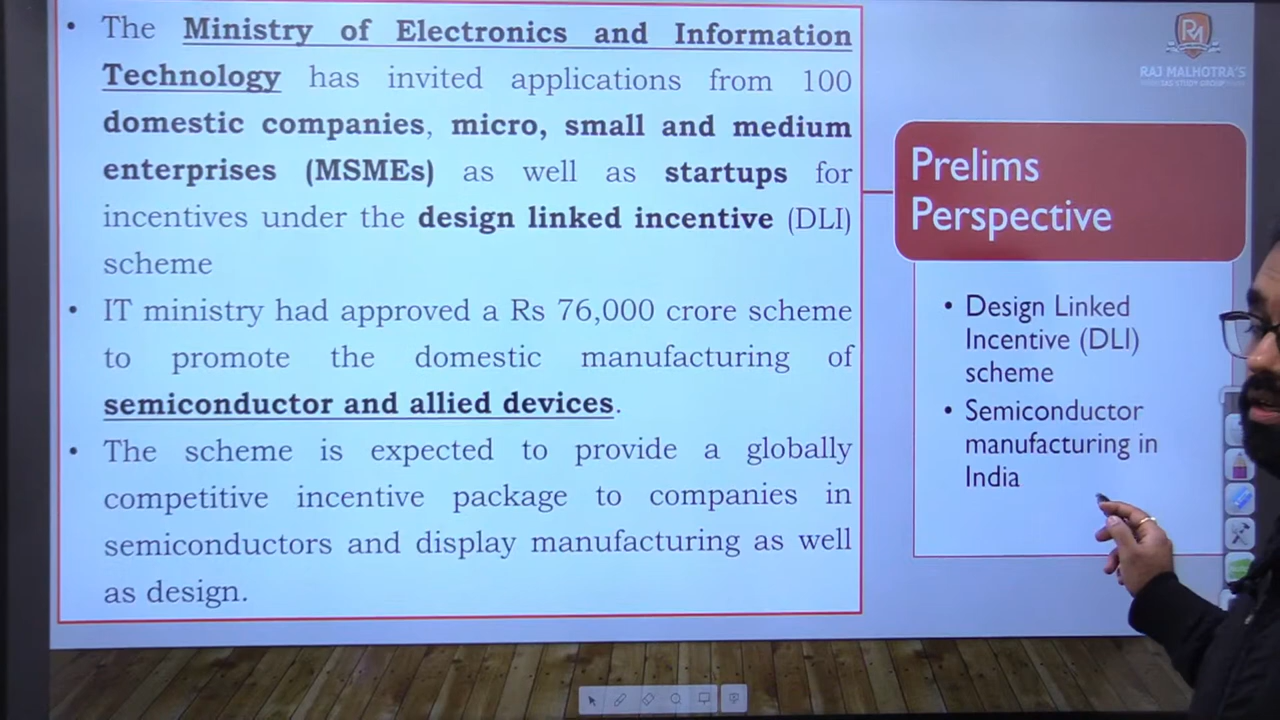 • The Ministry of Electronics and Information
Technology has invited applications from 100
domestic companies, micro, small and medium
enterprises (MSMEs) as well as startups for
incentives under the design linked incentive (DLI)
scheme
• IT ministry had approved a Rs 76,000 crore scheme
to promote the domestic manufacturing of
semiconductor and allied devices.
• The scheme is expected to provide a globally
competitive incentive package to companies in
semiconductors and display manufacturing as well
as design.
RM
RAJ MALHOTRA'S
Prelims
Perspective
• Design Linked
Incentive (DLI)
scheme
• Semiconductor
manufacturing in
India